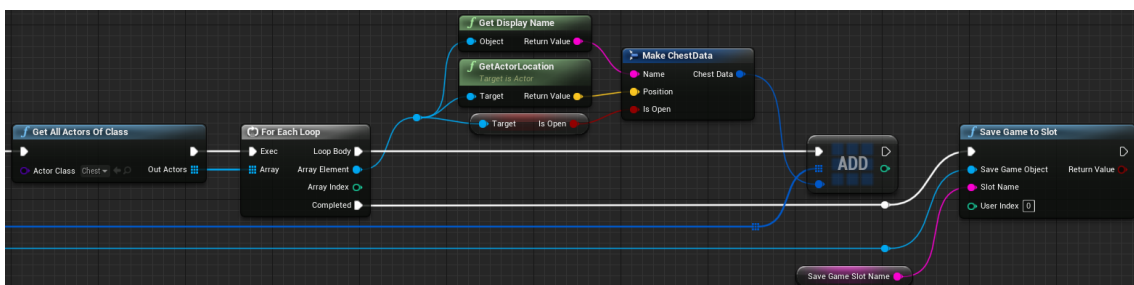 Get Display Name
Object Return Value
GetActorLocation
Target is Actor
Target Return Value
Target Is Open
Make ChestData
Name Chest Data
Position
Is Open
Get All Actors Of Class
Actor Class Chest Out Actors
For Each Loop
Exec Loop Body
Array Array Element
Array Index
Completed
ADD
Save Game to Slot
Save Game Object Return Value
Slot Name
User Index 0
Save Game Slot Name